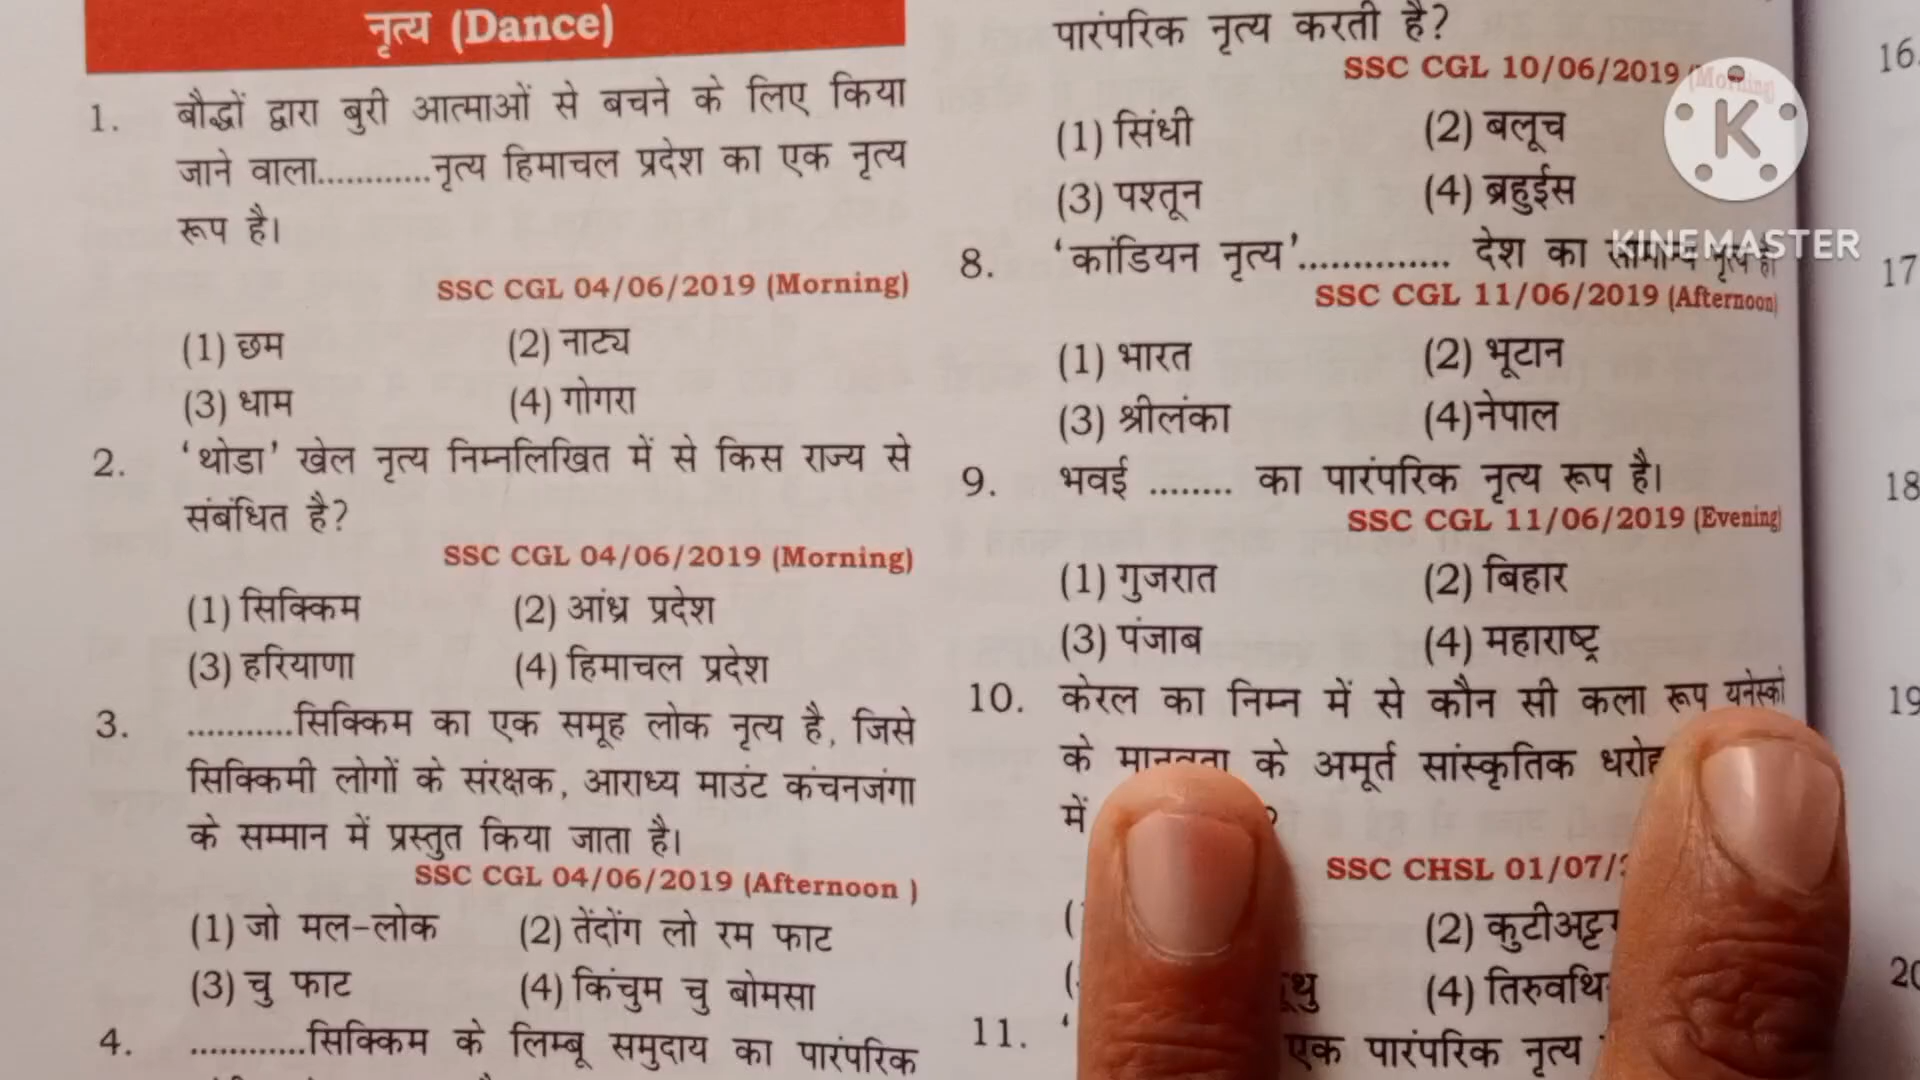 नृत्य (Dance)
1. बौद्धों द्वारा बुरी आत्माओं से बचने के लिए किया
जाने वाला............नृत्य हिमाचल प्रदेश का एक नृत्य
रूप है।
SSC CGL 04/06/2019 (Morning)
(1) छम (2) नाट्य
(3) धाम (4) गोगरा
2. 'थोडा' खेल नृत्य निम्नलिखित में से किस राज्य से
संबंधित है?
SSC CGL 04/06/2019 (Morning)
(1) सिक्किम (2) आंध्र प्रदेश
(3) हरियाणा (4) हिमाचल प्रदेश
3. ...........सिक्किम का एक समूह लोक नृत्य है, जिसे
सिक्किमी लोगों के संरक्षक, आराध्य माउंट कंचनजंगा
के सम्मान में प्रस्तुत किया जाता है।
SSC CGL 04/06/2019 (Afternoon )
(1) जो मल-लोक (2) तेंदोंग लो रम फाट
(3) चु फाट (4) किंचुम चु बोमसा
4. ............सिक्किम के लिम्बू समुदाय का पारंपरिक
पारंपरिक नृत्य करती है?
SSC CGL 10/06/2019 (Morning)
(1) सिंधी (2) बलूच
(3) पश्तून (4) ब्रहुईस
8. 'कांडियन नृत्य'............... देश का सामान्य नृत्य है।
SSC CGL 11/06/2019 (Afternoon)
(1) भारत (2) भूटान
(3) श्रीलंका (4)नेपाल
9. भवई ........ का पारंपरिक नृत्य रूप है।
SSC CGL 11/06/2019 (Evening)
(1) गुजरात (2) बिहार
(3) पंजाब (4) महाराष्ट्र
10. केरल का निम्न में से कौन सी कला रूप यनेस्को
के मानवता के अमूर्त सांस्कृतिक
में
SSC CHSL 01/07/
(2)
(4)
11. एक पारंपरिक नृत्य
16.
17
18
19
20
K
KINEMASTER